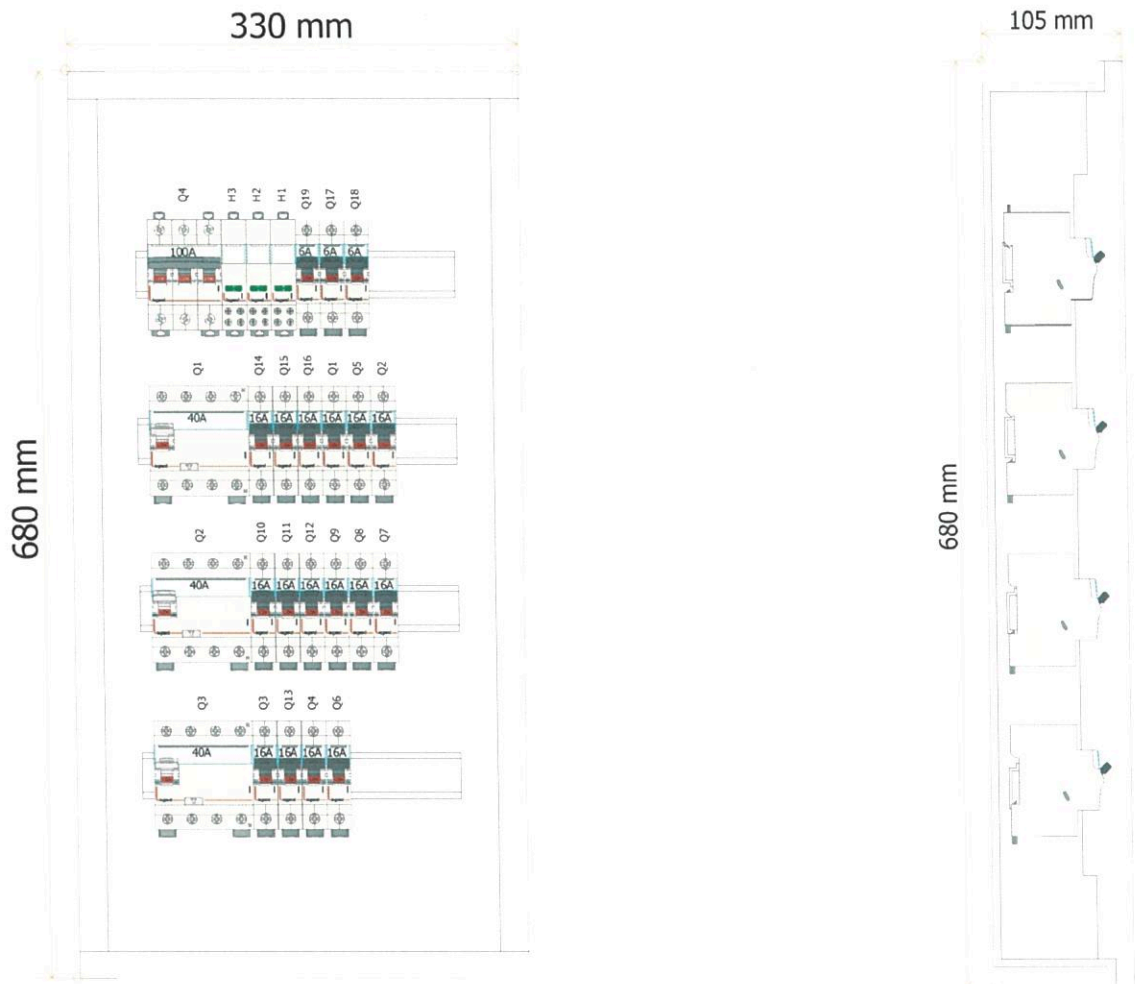 330 mm
105 mm
Q4 H3 H2 H1 Q19 Q17 Q18
100A 6A 6A 6A
Q1 Q14 Q15 Q16 Q1 Q5 Q2
40A 16A 16A 16A 16A 16A 16A
680 mm
680 mm
Q2 Q10 Q11 Q12 Q9 Q8 Q7
40A 16A 16A 16A 16A 16A 16A
Q3 Q3 Q13 Q4 Q6
40A 16A 16A 16A 16A